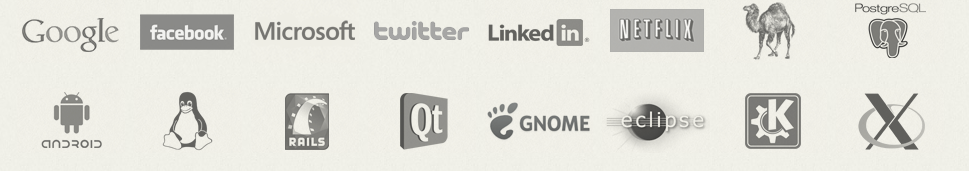 Google
facebook
Microsoft
twitter
Linked in
NETFLIX
PostgreSQL
ANDROID
RAILS
Qt
GNOME
eclipse
K
X